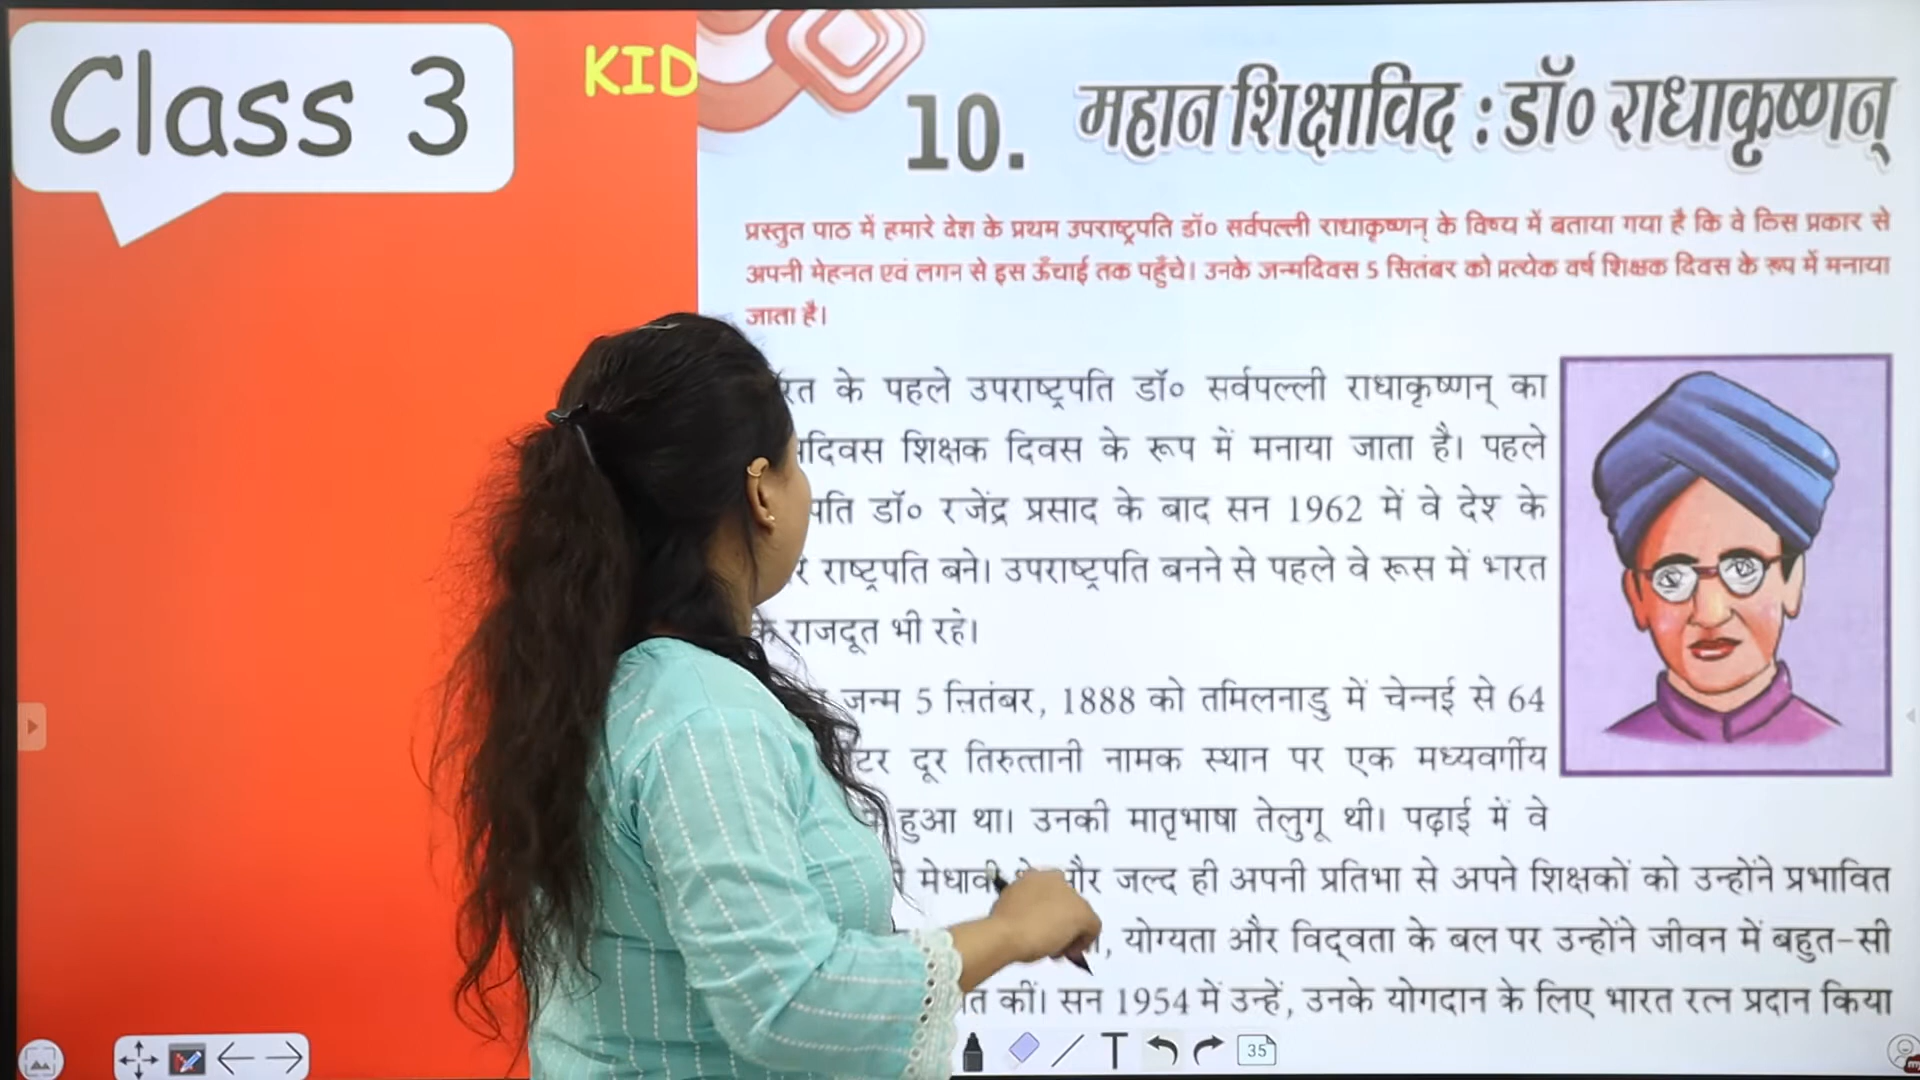 Class 3
KID
10. महान शिक्षाविद : डॉ० राधाकृष्णन्
प्रस्तुत पाठ में हमारे देश के प्रथम उपराष्ट्रपति डॉ० सर्वपल्ली राधाकृष्णन् के विषय में बताया गया है कि वे किस प्रकार से
अपनी मेहनत एवं लगन से इस ऊँचाई तक पहुँचे। उनके जन्मदिवस 5 सितंबर को प्रत्येक वर्ष शिक्षक दिवस के रूप में मनाया
जाता है।
के पहले उपराष्ट्रपति डॉ० सर्वपल्ली राधाकृष्णन् का
शिक्षक दिवस के रूप में मनाया जाता है। पहले
डॉ० रजेंद्र प्रसाद के बाद सन 1962 में वे देश के
राष्ट्रपति बने। उपराष्ट्रपति बनने से पहले वे रूस में भारत
के राजदूत भी रहे।
जन्म 5 सितंबर, 1888 को तमिलनाडु में चेन्नई से 64
दूर तिरुत्तानी नामक स्थान पर एक मध्यवर्गीय
हुआ था। उनकी मातृभाषा तेलुगू थी। पढ़ाई में वे
और जल्द ही अपनी प्रतिभा से अपने शिक्षकों को उन्होंने प्रभावित
योग्यता और विद्वता के बल पर उन्होंने जीवन में बहुत-सी
कीं। सन 1954 में उन्हें, उनके योगदान के लिए भारत रत्न प्रदान किया
T
35